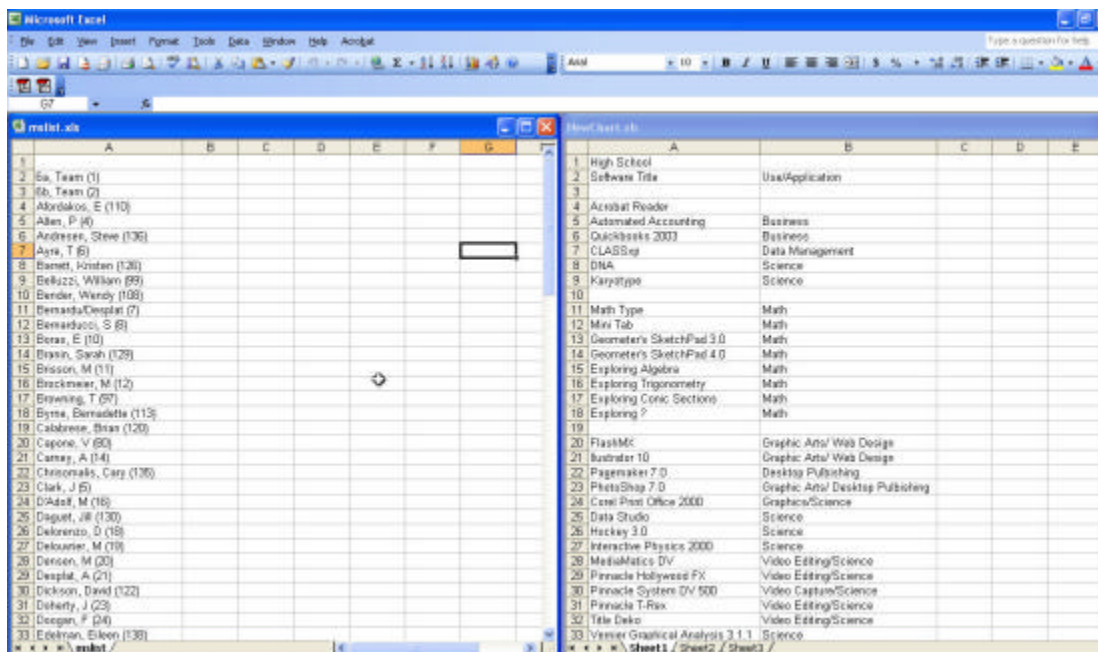 Microsoft Excel
File Edit View Insert Format Tools Data Window Help Acrobat
Type a question for help
Arial 10 B I U $ %
G7 fx
mslist.xls
A B C D E F G
1
2 6a, Team (1)
3 6b, Team (2)
4 Afordakos, E (110)
5 Allen, P (4)
6 Andresen, Steve (136)
7 Ayre, T (6)
8 Barrett, Kristen (126)
9 Belluzzi, William (99)
10 Bender, Wendy (108)
11 Bernardu/Desplat (7)
12 Bernarducci, S (8)
13 Boras, E (10)
14 Branin, Sarah (129)
15 Brisson, M (11)
16 Brockmeier, M (12)
17 Browning, T (97)
18 Byrne, Bernadette (113)
19 Calabrese, Brian (120)
20 Capone, V (80)
21 Carney, A (14)
22 Chrisomalis, Cary (135)
23 Clark, J (5)
24 D'Adolf, M (16)
25 Daguet, Jill (130)
26 Delorenzo, D (18)
27 Delouvrier, M (19)
28 Densen, M (20)
29 Desplat, A (21)
30 Dickson, David (122)
31 Doherty, J (23)
32 Doogan, F (24)
33 Edelman, Eileen (138)
mslist
NewChart.xls
A B C D E
1 High School
2 Software Title Use/Application
3
4 Acrobat Reader
5 Automated Accounting Business
6 Quickbooks 2003 Business
7 CLASSxp Data Management
8 DNA Science
9 Karyotype Science
10
11 Math Type Math
12 Mini Tab Math
13 Geometer's SketchPad 3.0 Math
14 Geometer's SketchPad 4.0 Math
15 Exploring Algebra Math
16 Exploring Trigonometry Math
17 Exploring Conic Sections Math
18 Exploring ? Math
19
20 FlashMX Graphic Arts/ Web Design
21 Illustrator 10 Graphic Arts/ Web Design
22 Pagemaker 7.0 Desktop Pulbishing
23 PhotoShop 7.0 Graphic Arts/ Desktop Pulbishing
24 Corel Print Office 2000 Graphics/Science
25 Data Studio Science
26 Hockey 3.0 Science
27 Interactive Physics 2000 Science
28 MediaMatics DV Video Editing/Science
29 Pinnacle Hollywood FX Video Editing/Science
30 Pinnacle System DV 500 Video Capture/Science
31 Pinnacle T-Rex Video Editing/Science
32 Title Deko Video Editing/Science
33 Vernier Graphical Analysis 3.1.1 Science
Sheet1 Sheet2 Sheet3